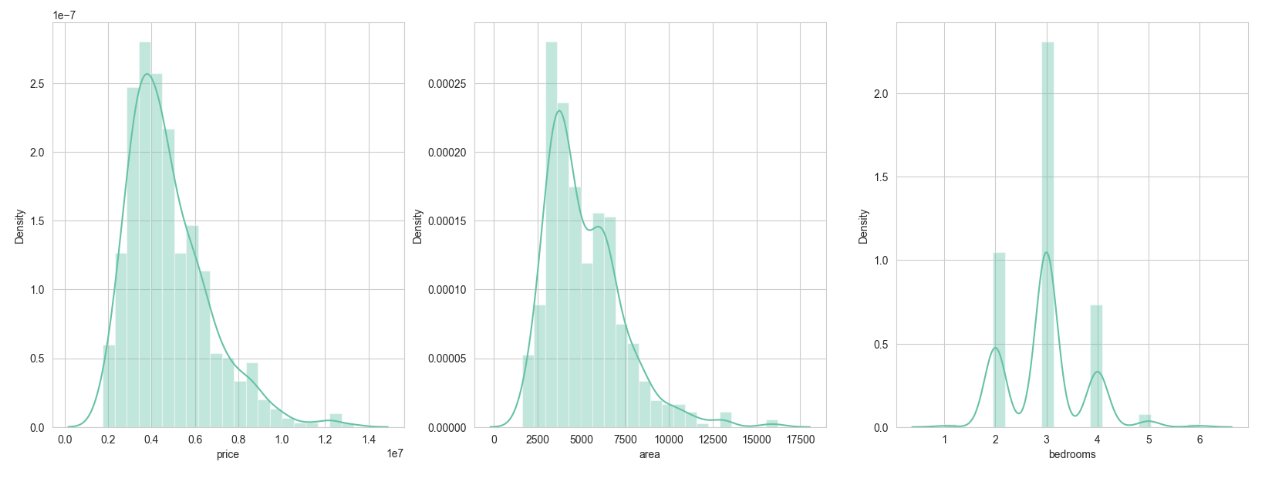 1e−7
Density
2.5
2.0
1.5
1.0
0.5
0.0
0.0 0.2 0.4 0.6 0.8 1.0 1.2 1.4
1e7
price
Density
0.00025
0.00020
0.00015
0.00010
0.00005
0.00000
0 2500 5000 7500 10000 12500 15000 17500
area
Density
2.0
1.5
1.0
0.5
0.0
1 2 3 4 5 6
bedrooms